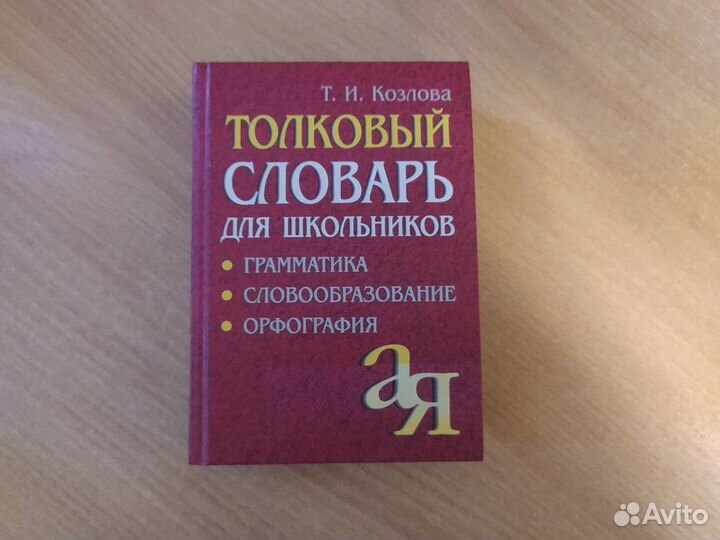 Т. И. Козлова
ТОЛКОВЫЙ
СЛОВАРЬ
ДЛЯ ШКОЛЬНИКОВ
• ГРАММАТИКА
• СЛОВООБРАЗОВАНИЕ
• ОРФОГРАФИЯ
а Я
Avito